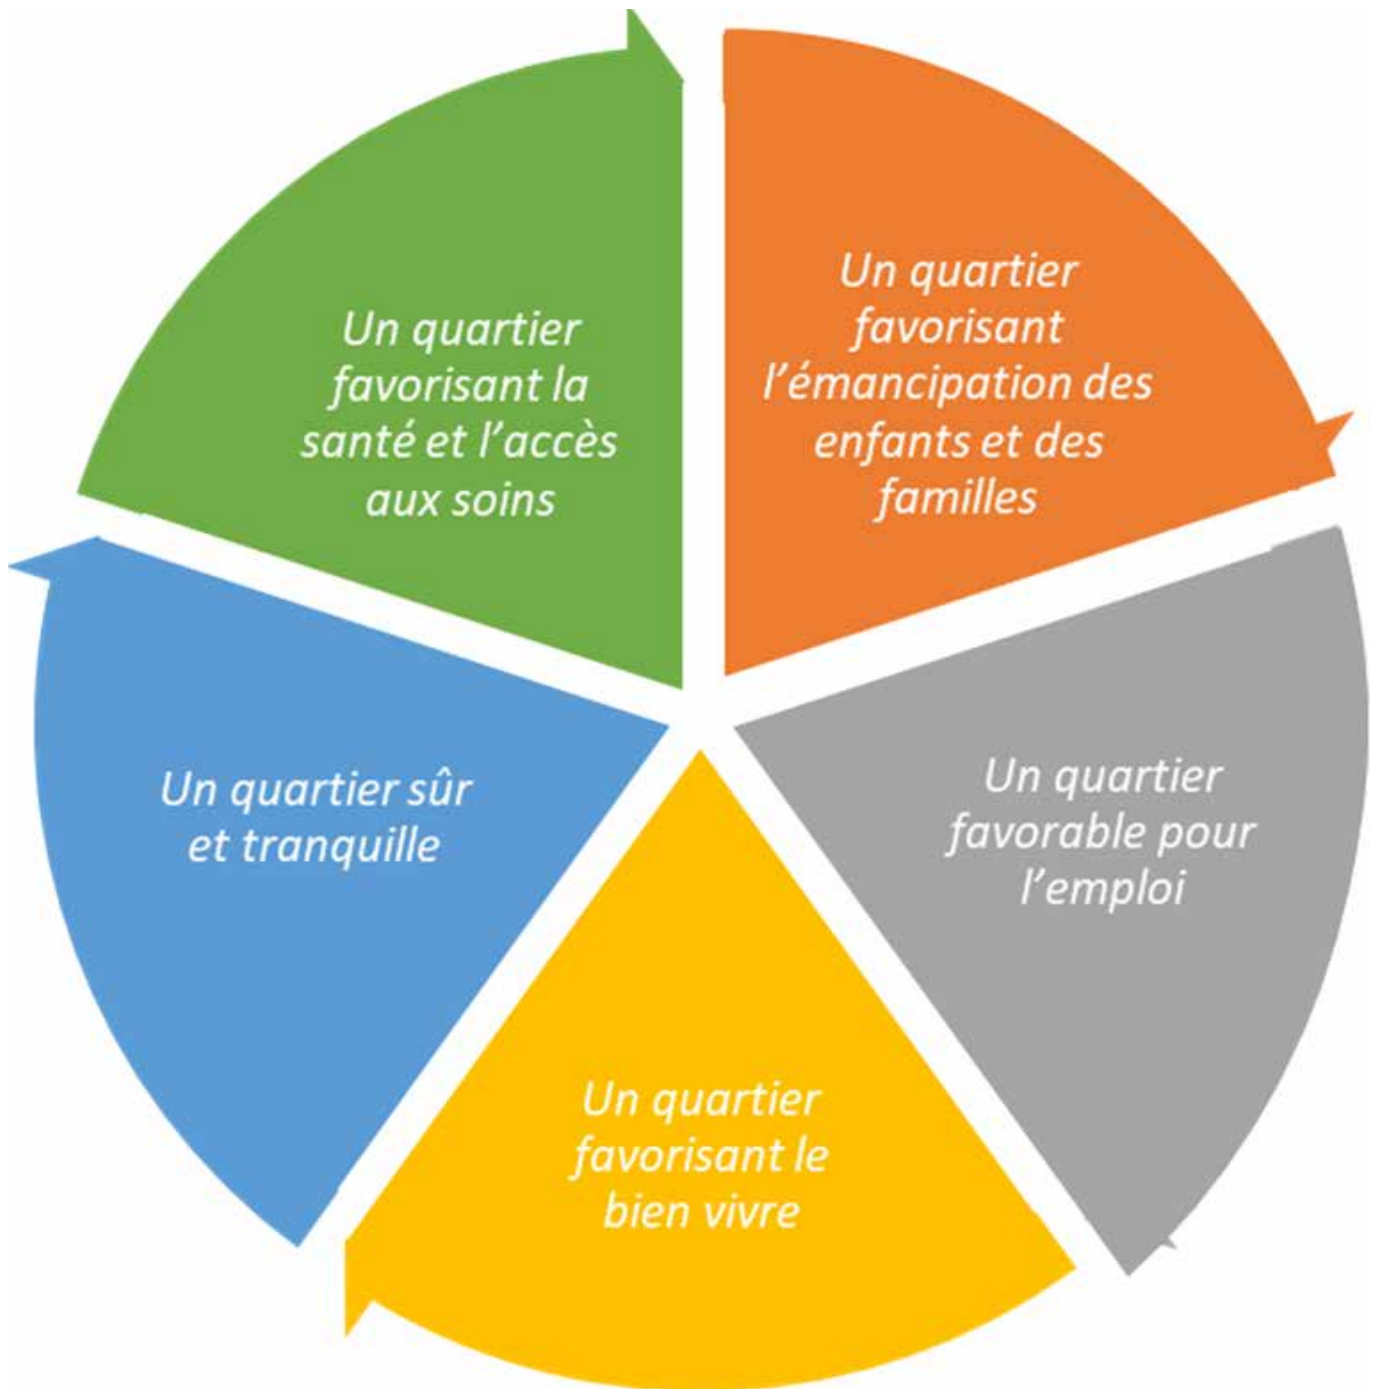 Un quartier
favorisant la
santé et l’accès
aux soins
Un quartier
favorisant
l’émancipation des
enfants et des
familles
Un quartier sûr
et tranquille
Un quartier
favorable pour
l’emploi
Un quartier
favorisant le
bien vivre